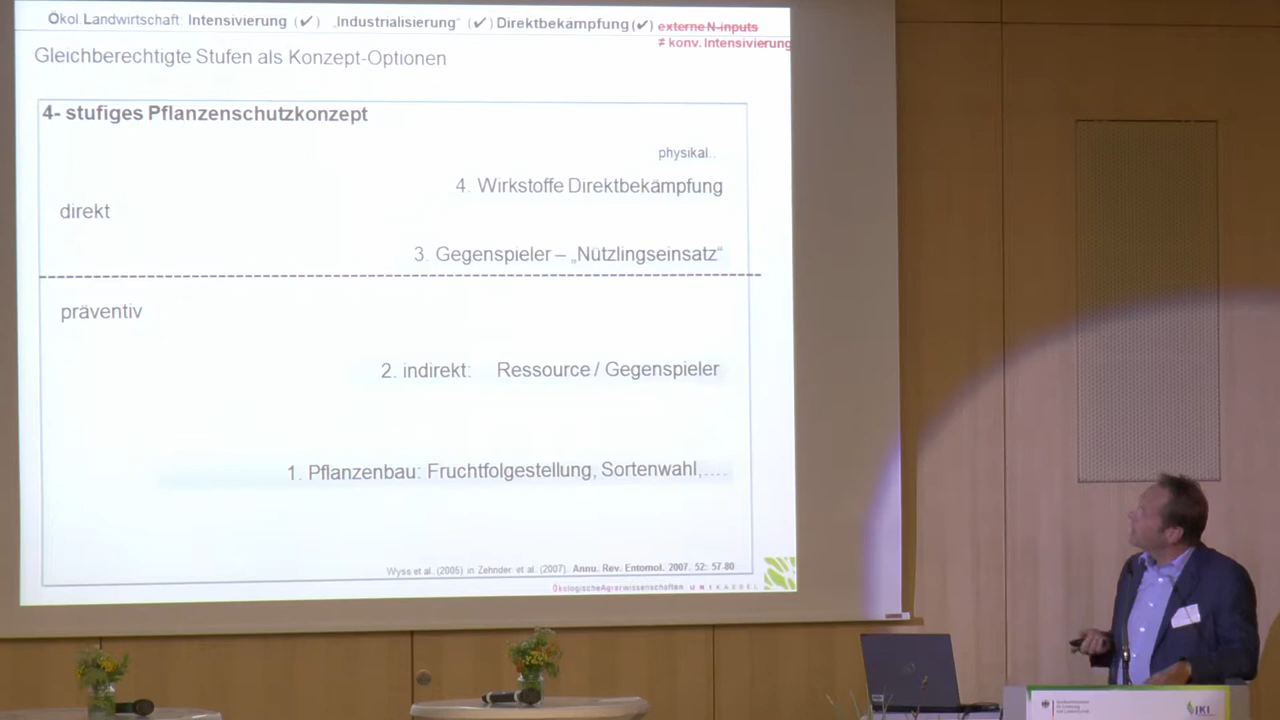 Ökol. Landwirtschaft: Intensivierung (✔) „Industrialisierung“ (✔) Direktbekämpfung (✔) externe N-inputs
≠ konv. Intensivierung
Gleichberechtigte Stufen als Konzept-Optionen
4- stufiges Pflanzenschutzkonzept
physikal..
4. Wirkstoffe Direktbekämpfung
direkt
3. Gegenspieler – „Nützlingseinsatz“
präventiv
2. indirekt: Ressource / Gegenspieler
1. Pflanzenbau: Fruchtfolgestellung, Sortenwahl,....
Wyss et al. (2005) in Zehnder et al. (2007). Annu. Rev. Entomol. 2007. 52: 57-80
ÖkologischeAgrarwissenschaften UNIKASSEL
JKI